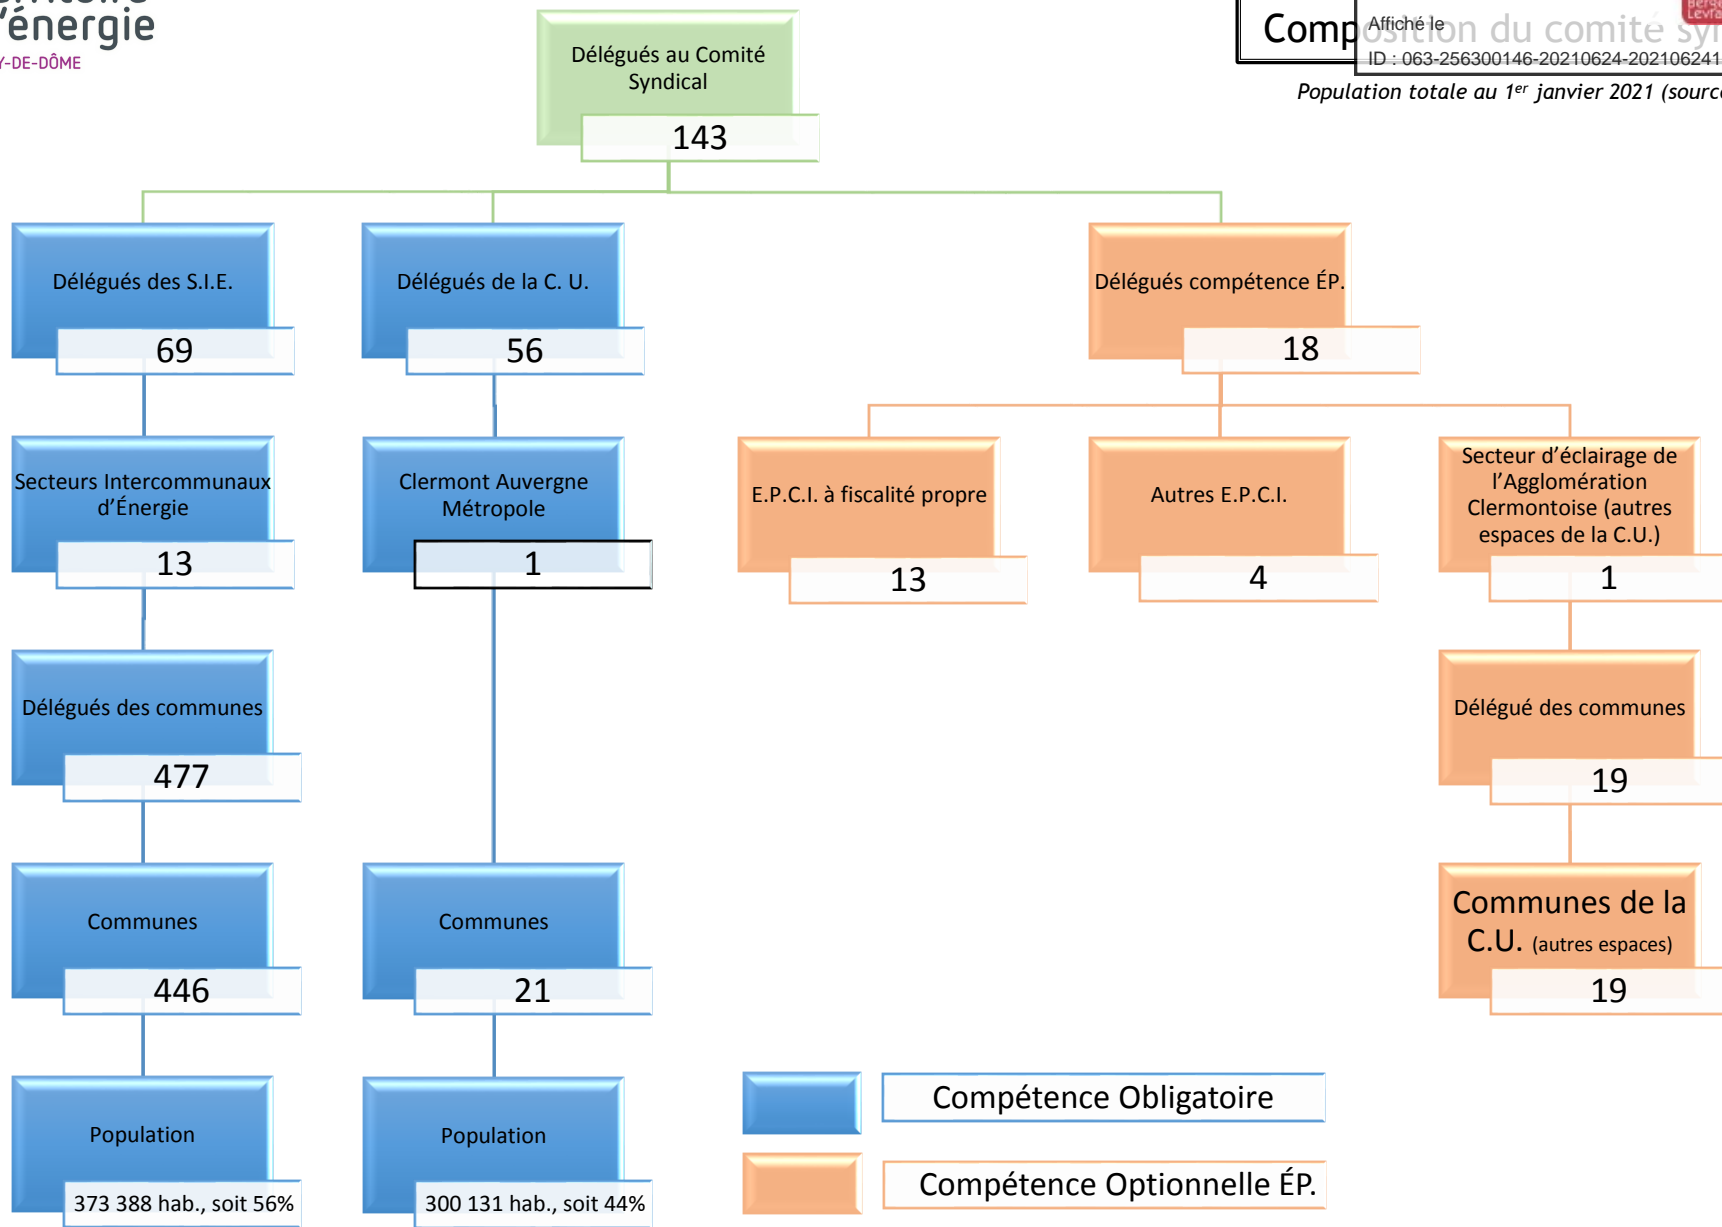 l'énergie
Y-DE-DÔME
Affiché le
Composition du comité
ID : 063-256300146-20210624-202106241
Population totale au 1er janvier 2021
Délégués au Comité
Syndical
143
Délégués des S.I.E.
69
Délégués de la C. U.
56
Délégués compétence ÉP.
18
Secteurs Intercommunaux
d'Énergie
13
Clermont Auvergne
Métropole
1
E.P.C.I. à fiscalité propre
13
Autres E.P.C.I.
4
Secteur d'éclairage de
l'Agglomération
Clermontoise (autres
espaces de la C.U.)
1
Délégués des communes
477
Délégué des communes
19
Communes
446
Communes
21
Communes de la
C.U. (autres espaces)
19
Population
373 388 hab., soit 56%
Population
300 131 hab., soit 44%
Compétence Obligatoire
Compétence Optionnelle ÉP.